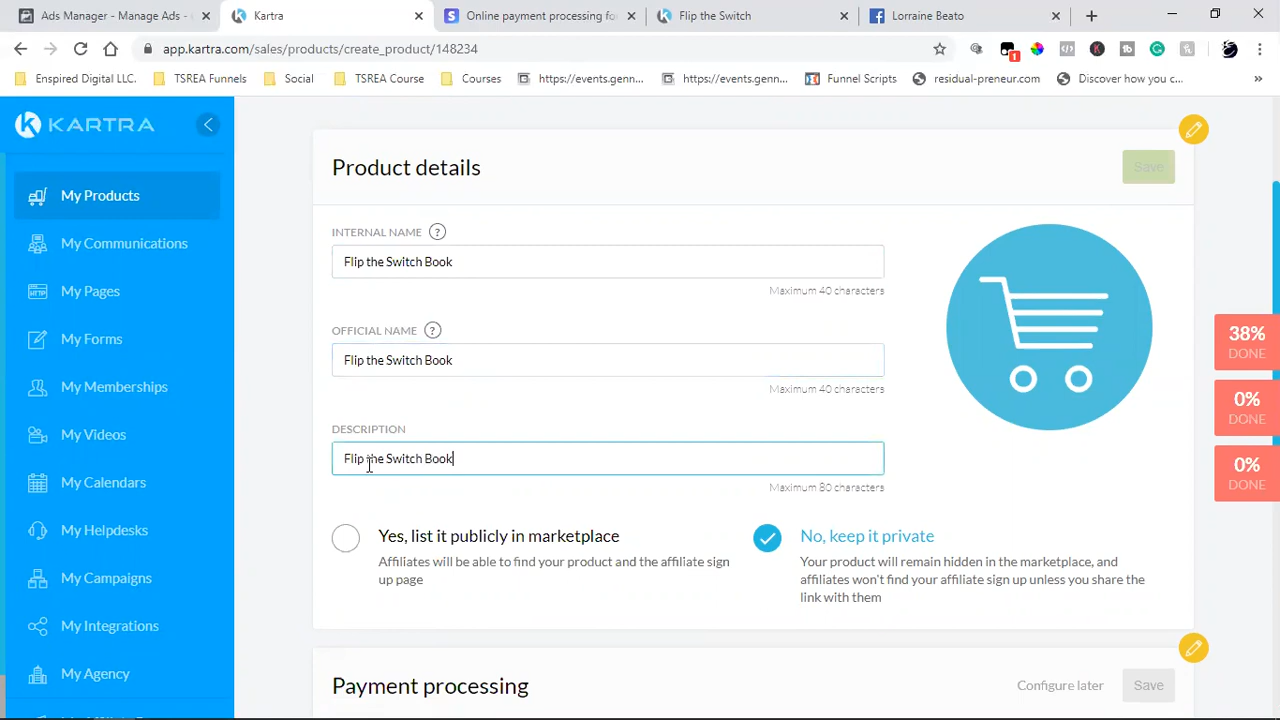 Ads Manager - Manage Ads -
Kartra
Online payment processing fo
Flip the Switch
Lorraine Beato
app.kartra.com/sales/products/create_product/148234
1
Enspired Digital LLC.
TSREA Funnels
Social
TSREA Course
Courses
https://events.genn...
https://events.genn...
Funnel Scripts
residual-preneur.com
Discover how you c...
KARTRA
My Products
My Communications
My Pages
My Forms
My Memberships
My Videos
My Calendars
My Helpdesks
My Campaigns
My Integrations
My Agency
Product details
Save
INTERNAL NAME ?
Flip the Switch Book
Maximum 40 characters
OFFICIAL NAME ?
Flip the Switch Book
Maximum 40 characters
DESCRIPTION
Flip the Switch Book
Maximum 80 characters
Yes, list it publicly in marketplace
Affiliates will be able to find your product and the affiliate sign
up page
No, keep it private
Your product will remain hidden in the marketplace, and
affiliates won't find your affiliate sign up unless you share the
link with them
Payment processing
Configure later
Save
38%
DONE
0%
DONE
0%
DONE